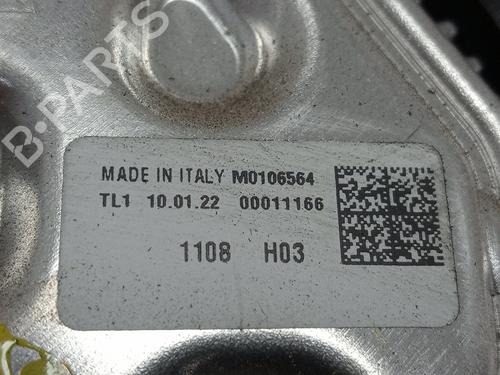 B-PARTS
MADE IN ITALY M0106564
TL1 10.01.22 00011166
1108 H03